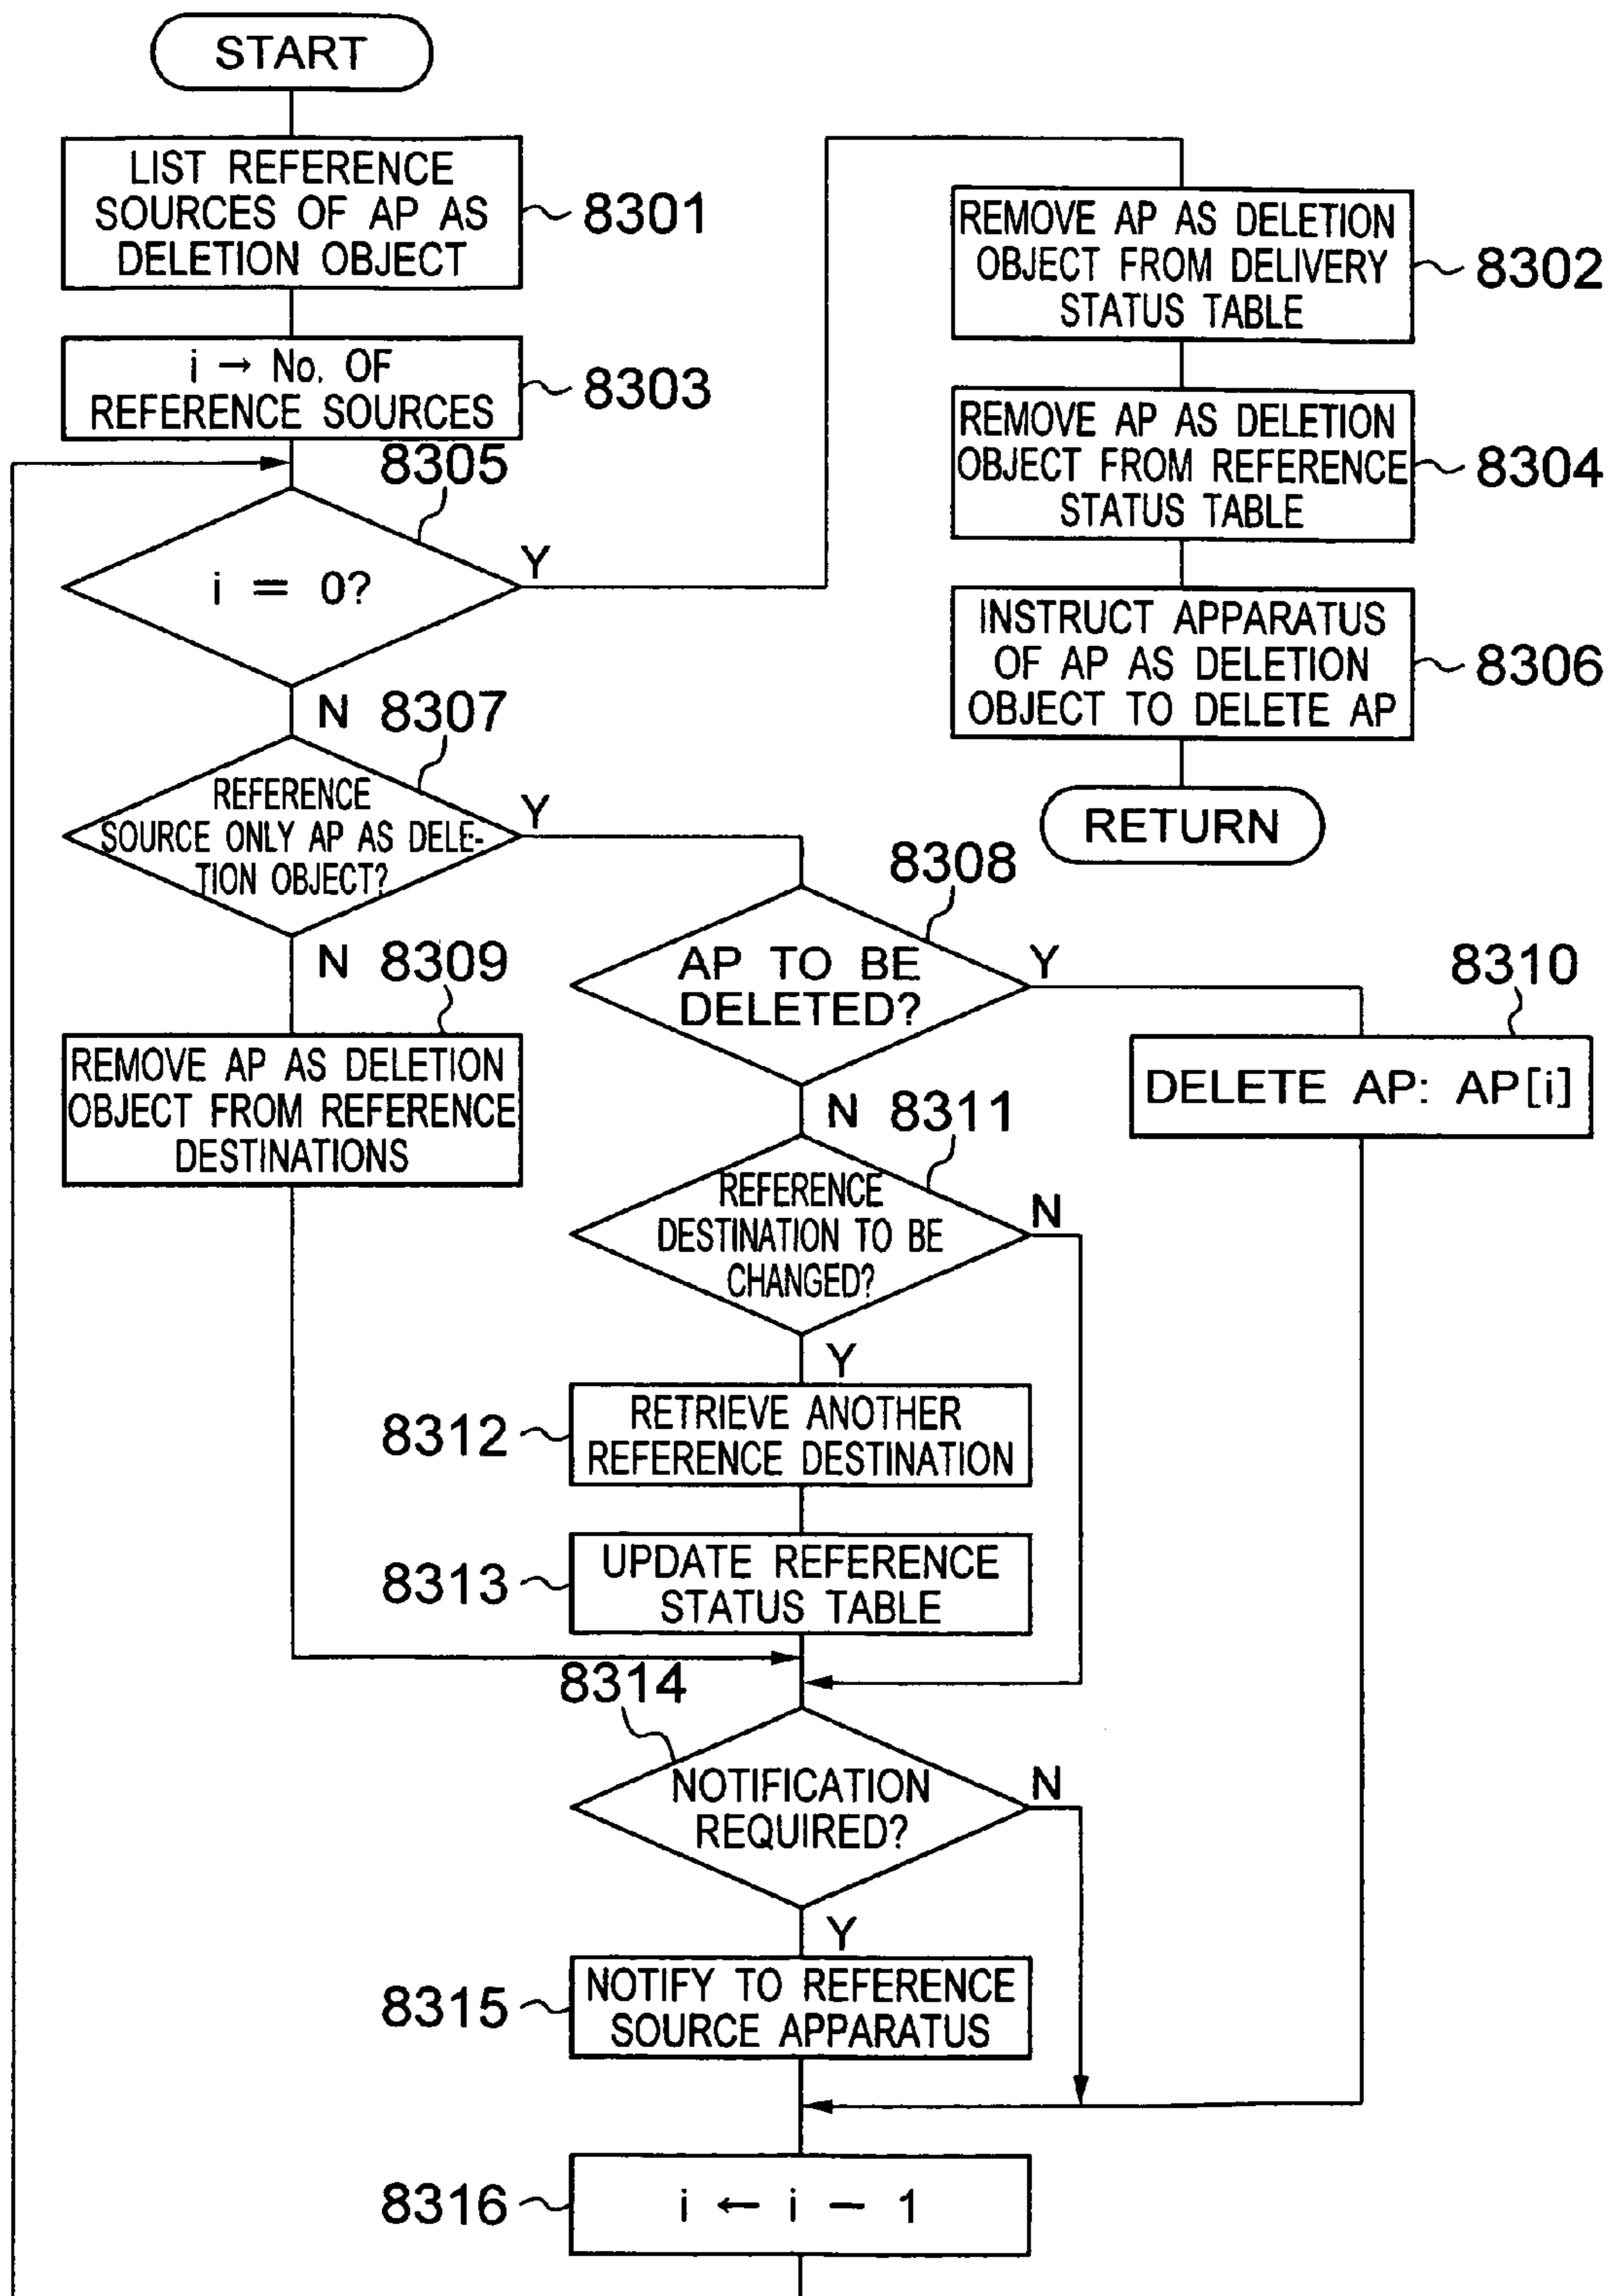 START
LIST REFERENCE
SOURCES OF AP AS
DELETION OBJECT
8301
i → No. OF
REFERENCE SOURCES
8303
8305
i = 0?
Y
N
REMOVE AP AS DELETION
OBJECT FROM DELIVERY
STATUS TABLE
8302
REMOVE AP AS DELETION
OBJECT FROM REFERENCE
STATUS TABLE
8304
INSTRUCT APPARATUS
OF AP AS DELETION
OBJECT TO DELETE AP
8306
RETURN
8307
REFERENCE
SOURCE ONLY AP AS DELE-
TION OBJECT?
Y
N
8309
REMOVE AP AS DELETION
OBJECT FROM REFERENCE
DESTINATIONS
8308
AP TO BE
DELETED?
Y
N
8310
DELETE AP: AP[i]
8311
REFERENCE
DESTINATION TO BE
CHANGED?
N
Y
8312
RETRIEVE ANOTHER
REFERENCE DESTINATION
8313
UPDATE REFERENCE
STATUS TABLE
8314
NOTIFICATION
REQUIRED?
N
Y
8315
NOTIFY TO REFERENCE
SOURCE APPARATUS
8316
i ← i − 1